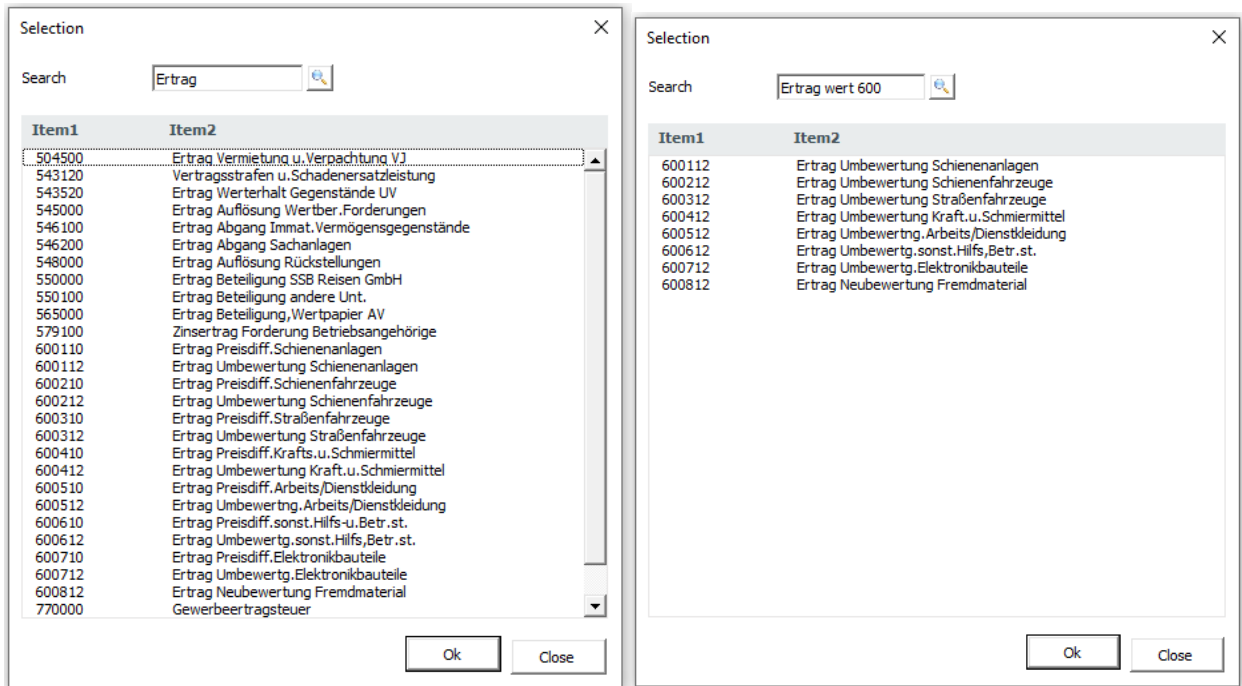 Selection
Search Ertrag
Item1 Item2
504500 Ertrag Vermietung u.Verpachtung VJ
543120 Vertragsstrafen u.Schadenersatzleistung
543520 Ertrag Werterhalt Gegenstände UV
545000 Ertrag Auflösung Wertber.Forderungen
546100 Ertrag Abgang Immat.Vermögensgegenstände
546200 Ertrag Abgang Sachanlagen
548000 Ertrag Auflösung Rückstellungen
550000 Ertrag Beteiligung SSB Reisen GmbH
550100 Ertrag Beteiligung andere Unt.
565000 Ertrag Beteiligung,Wertpapier AV
579100 Zinsertrag Forderung Betriebsangehörige
600110 Ertrag Preisdiff.Schienenanlagen
600112 Ertrag Umbewertung Schienenanlagen
600210 Ertrag Preisdiff.Schienenfahrzeuge
600212 Ertrag Umbewertung Schienenfahrzeuge
600310 Ertrag Preisdiff.Straßenfahrzeuge
600312 Ertrag Umbewertung Straßenfahrzeuge
600410 Ertrag Preisdiff.Krafts.u.Schmiermittel
600412 Ertrag Umbewertung Kraft.u.Schmiermittel
600510 Ertrag Preisdiff.Arbeits/Dienstkleidung
600512 Ertrag Umbewertng.Arbeits/Dienstkleidung
600610 Ertrag Preisdiff.sonst.Hilfs-u.Betr.st.
600612 Ertrag Umbewertg.sonst.Hilfs,Betr.st.
600710 Ertrag Preisdiff.Elektronikbauteile
600712 Ertrag Umbewertg.Elektronikbauteile
600812 Ertrag Neubewertung Fremdmaterial
770000 Gewerbeertragsteuer
Ok Close
Selection
Search Ertrag wert 600
Item1 Item2
600112 Ertrag Umbewertung Schienenanlagen
600212 Ertrag Umbewertung Schienenfahrzeuge
600312 Ertrag Umbewertung Straßenfahrzeuge
600412 Ertrag Umbewertung Kraft.u.Schmiermittel
600512 Ertrag Umbewertng.Arbeits/Dienstkleidung
600612 Ertrag Umbewertg.sonst.Hilfs,Betr.st.
600712 Ertrag Umbewertg.Elektronikbauteile
600812 Ertrag Neubewertung Fremdmaterial
Ok Close